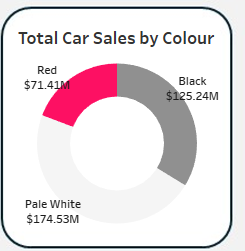 Total Car Sales by Colour
Red
$71.41M
Black
$125.24M
Pale White
$174.53M